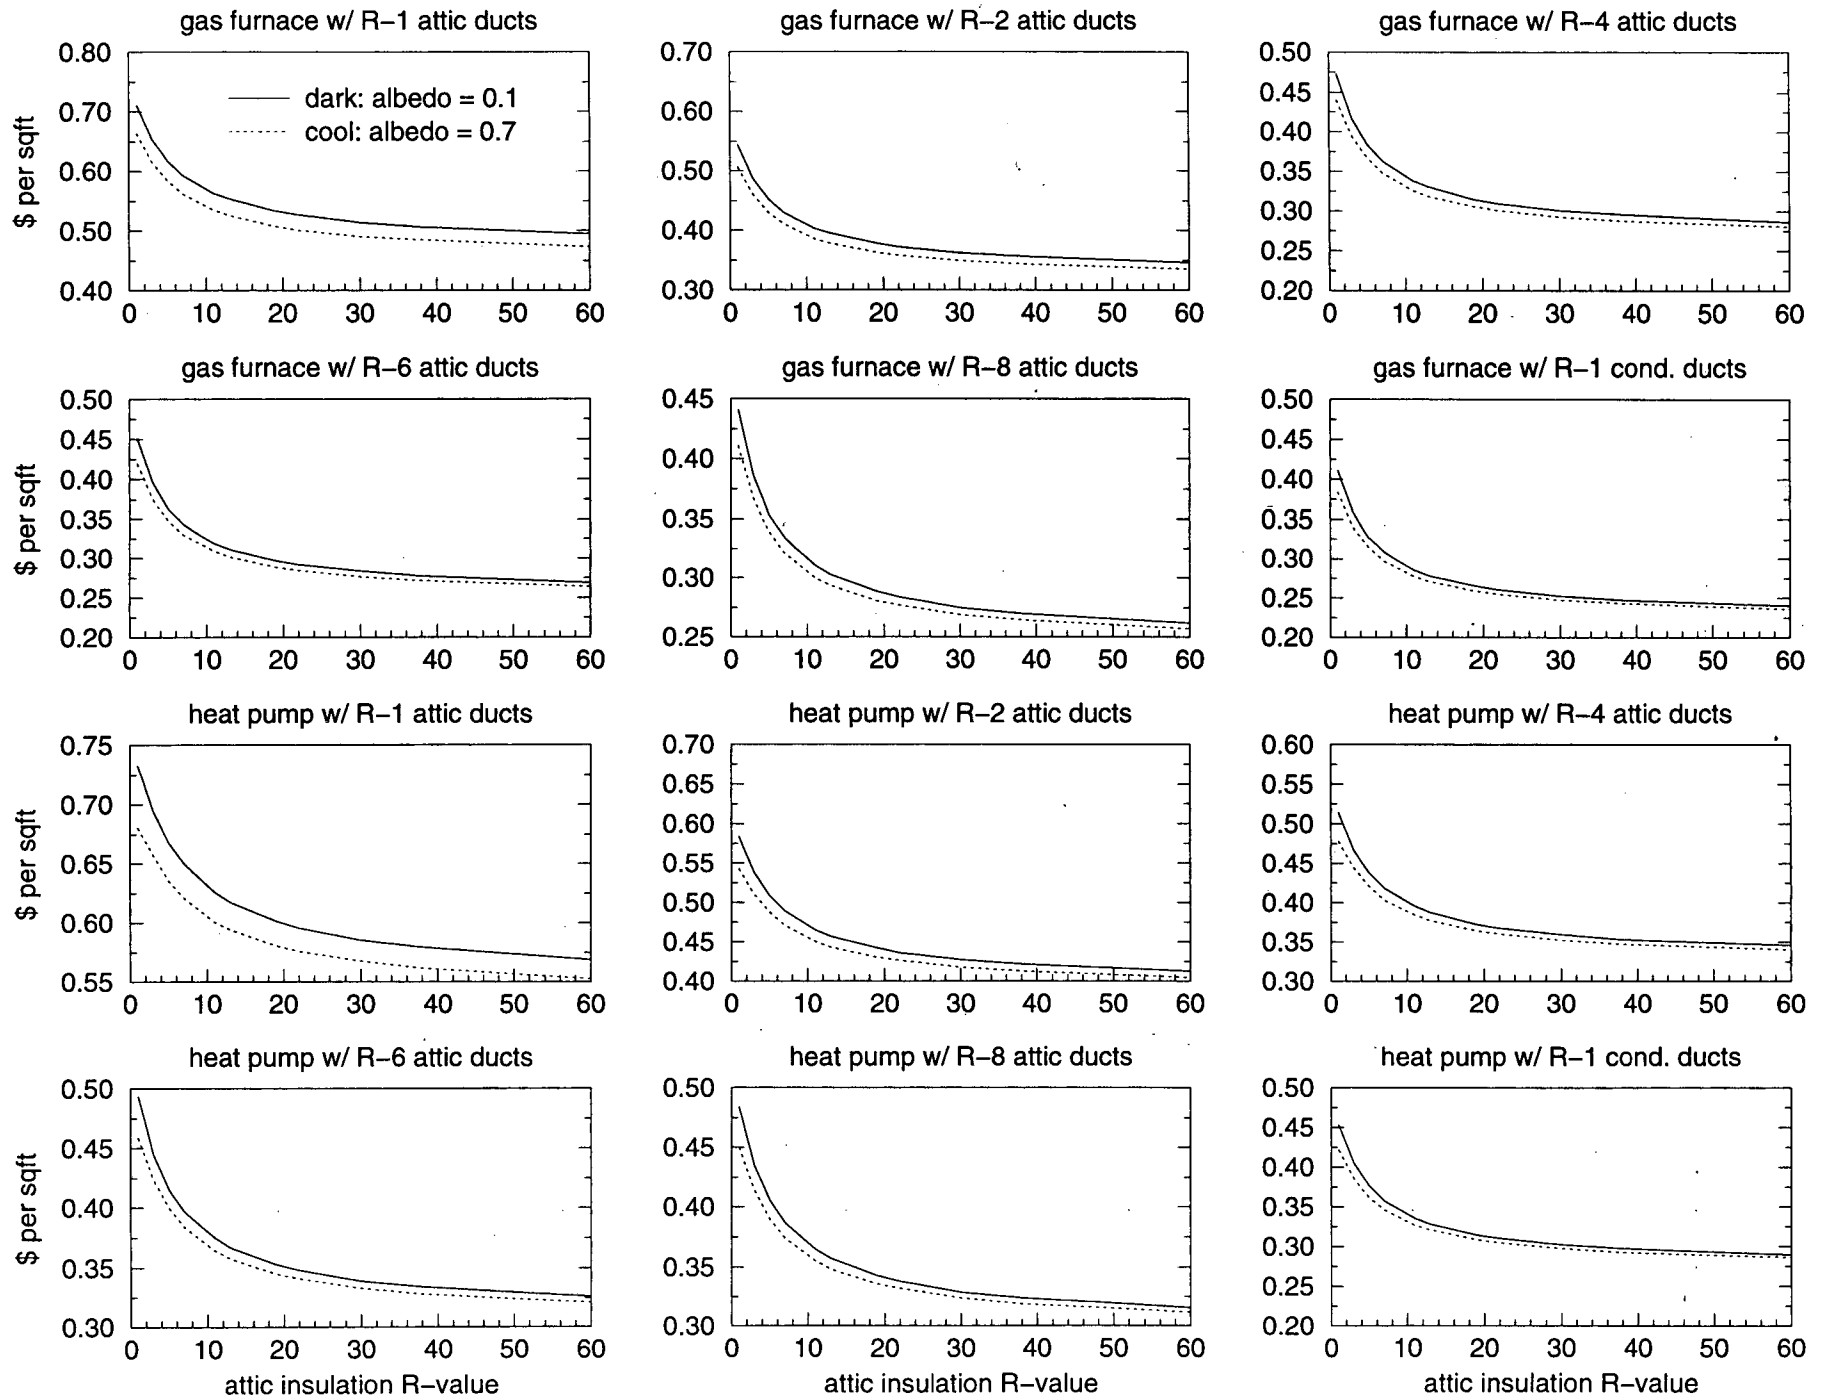 gas furnace w/ R−1 attic ducts
0.80
0.70
0.60
0.50
0.40
$ per sqft
dark: albedo = 0.1
cool: albedo = 0.7
0 10 20 30 40 50 60
gas furnace w/ R−2 attic ducts
0.70
0.60
0.50
0.40
0.30
0 10 20 30 40 50 60
gas furnace w/ R−4 attic ducts
0.50
0.45
0.40
0.35
0.30
0.25
0.20
0 10 20 30 40 50 60
gas furnace w/ R−6 attic ducts
0.50
0.45
0.40
0.35
0.30
0.25
0.20
$ per sqft
0 10 20 30 40 50 60
gas furnace w/ R−8 attic ducts
0.45
0.40
0.35
0.30
0.25
0 10 20 30 40 50 60
gas furnace w/ R−1 cond. ducts
0.50
0.45
0.40
0.35
0.30
0.25
0.20
0 10 20 30 40 50 60
heat pump w/ R−1 attic ducts
0.75
0.70
0.65
0.60
0.55
$ per sqft
0 10 20 30 40 50 60
heat pump w/ R−2 attic ducts
0.70
0.65
0.60
0.55
0.50
0.45
0.40
0 10 20 30 40 50 60
heat pump w/ R−4 attic ducts
0.60
0.55
0.50
0.45
0.40
0.35
0.30
0 10 20 30 40 50 60
heat pump w/ R−6 attic ducts
0.50
0.45
0.40
0.35
0.30
$ per sqft
0 10 20 30 40 50 60
attic insulation R−value
heat pump w/ R−8 attic ducts
0.50
0.45
0.40
0.35
0.30
0 10 20 30 40 50 60
attic insulation R−value
heat pump w/ R−1 cond. ducts
0.50
0.45
0.40
0.35
0.30
0.25
0.20
0 10 20 30 40 50 60
attic insulation R−value